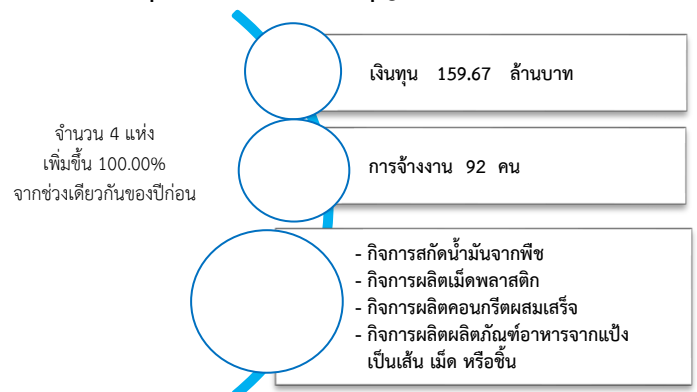 เงินทุน 159.67 ล้านบาท
จำนวน 4 แห่ง
เพิ่มขึ้น 100.00%
จากช่วงเดียวกันของปีก่อน
การจ้างงาน 92 คน
- กิจการสกัดน้ำมันจากพืช
- กิจการผลิตเม็ดพลาสติก
- กิจการผลิตคอนกรีตผสมเสร็จ
- กิจการผลิตผลิตภัณฑ์อาหารจากแป้ง
เป็นเส้น เม็ด หรือชิ้น